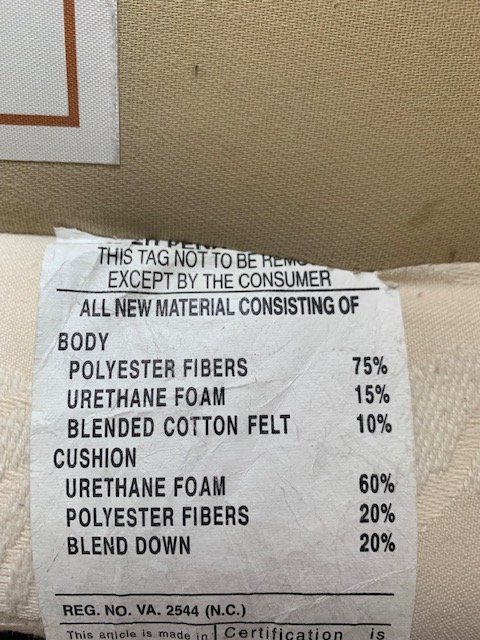 THIS TAG NOT TO BE
EXCEPT BY THE CONSUMER
ALL NEW MATERIAL CONSISTING OF
BODY
POLYESTER FIBERS 75%
URETHANE FOAM 15%
BLENDED COTTON FELT 10%
CUSHION
URETHANE FOAM 60%
POLYESTER FIBERS 20%
BLEND DOWN 20%
REG. NO. VA. 2544 (N.C.)
This article is made in Certification is